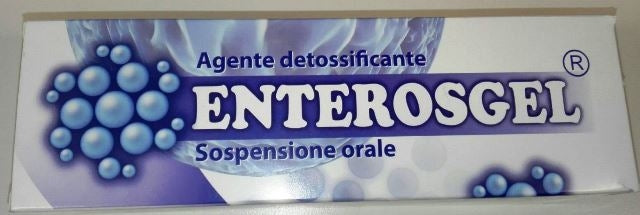 Agente detossificante
ENTEROSGEL®
Sospensione orale